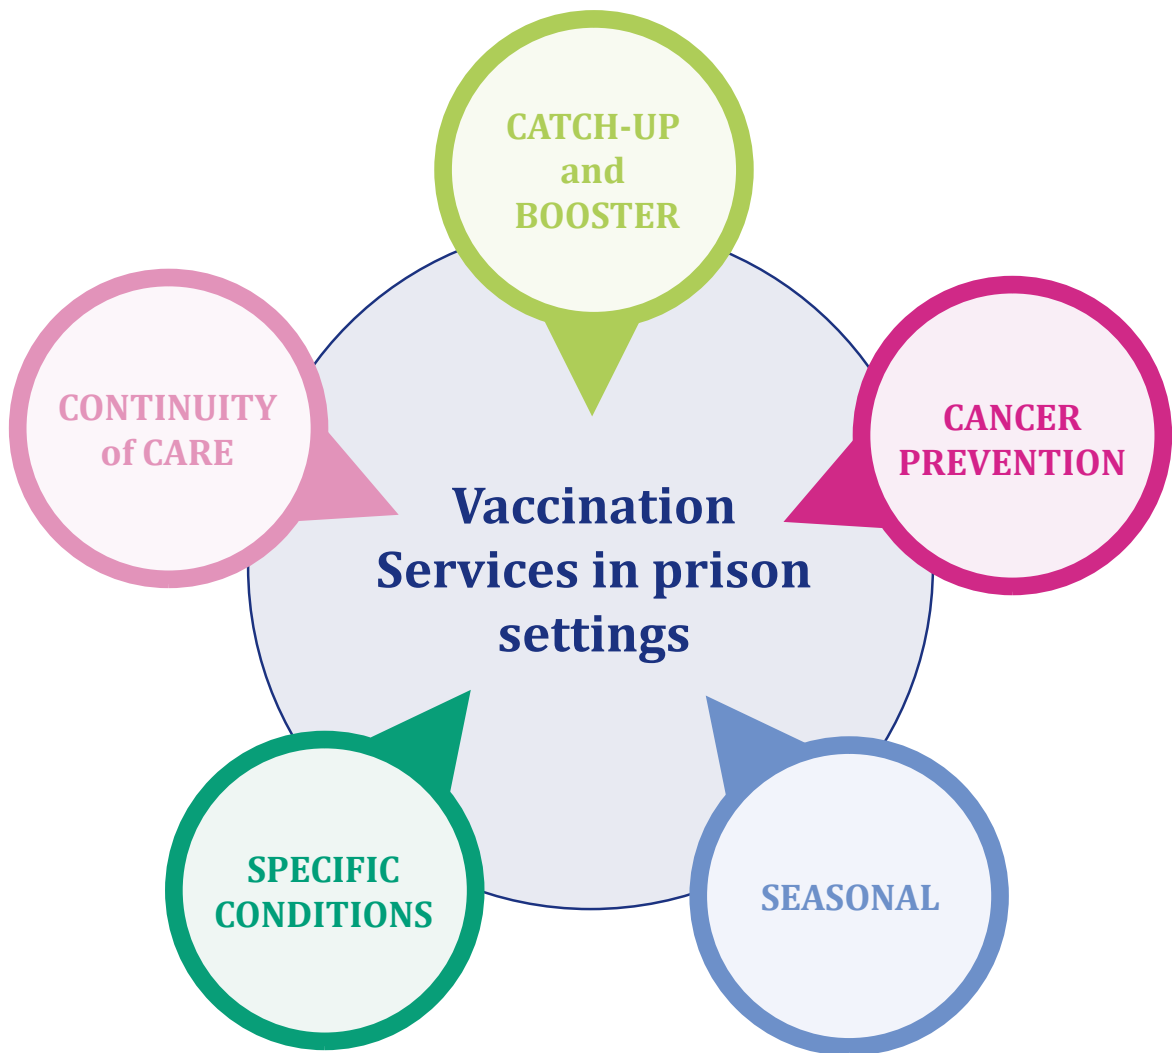 CATCH-UP
and
BOOSTER
CONTINUITY
of CARE
CANCER
PREVENTION
Vaccination
Services in prison
settings
SPECIFIC
CONDITIONS
SEASONAL